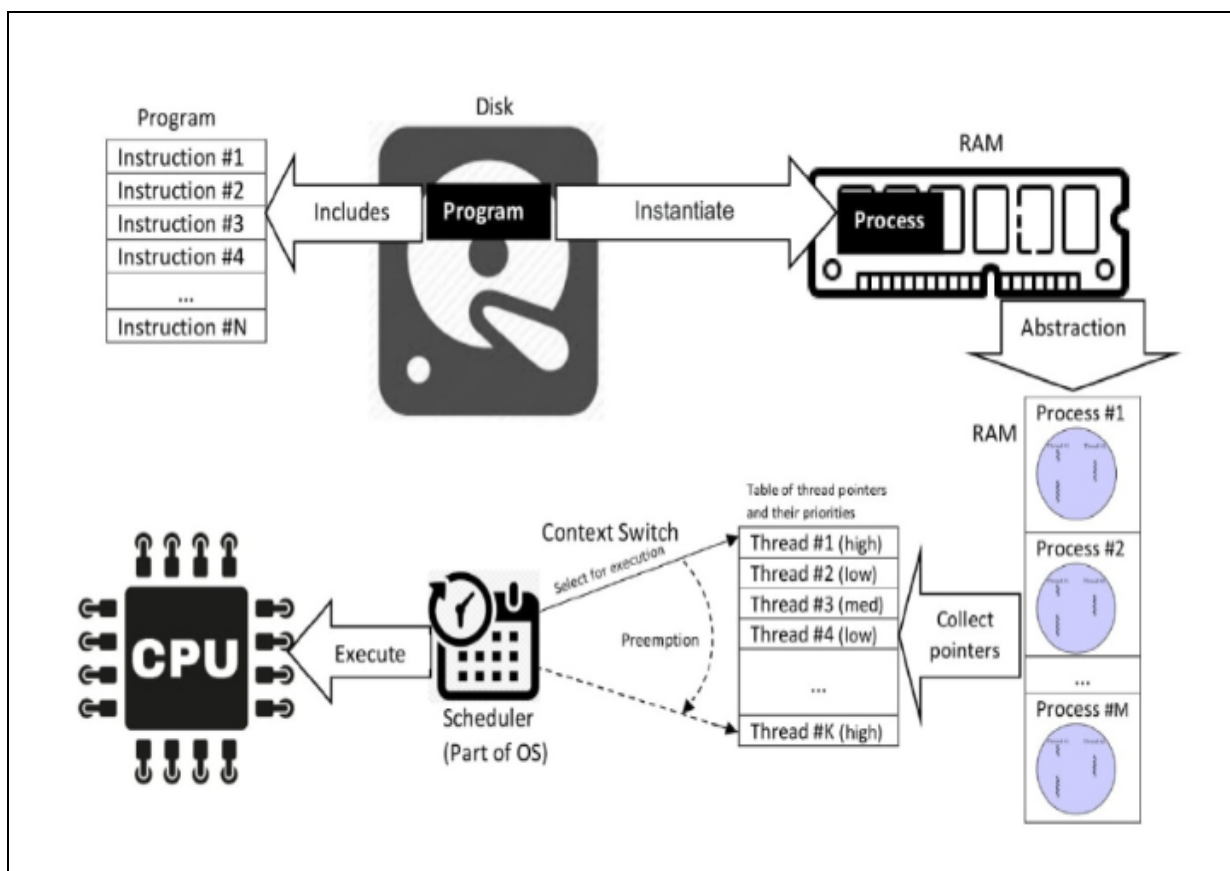 Disk
Program
Instruction #1
Instruction #2
Instruction #3
Instruction #4
...
Instruction #N
Includes
Program
Instantiate
RAM
Process
Abstraction
RAM
Process #1
Process #2
...
Process #M
Collect
pointers
Table of thread pointers
and their priorities
Thread #1 (high)
Thread #2 (low)
Thread #3 (med)
Thread #4 (low)
...
Thread #K (high)
Context Switch
Select for execution
Preemption
Scheduler
(Part of OS)
Execute
CPU